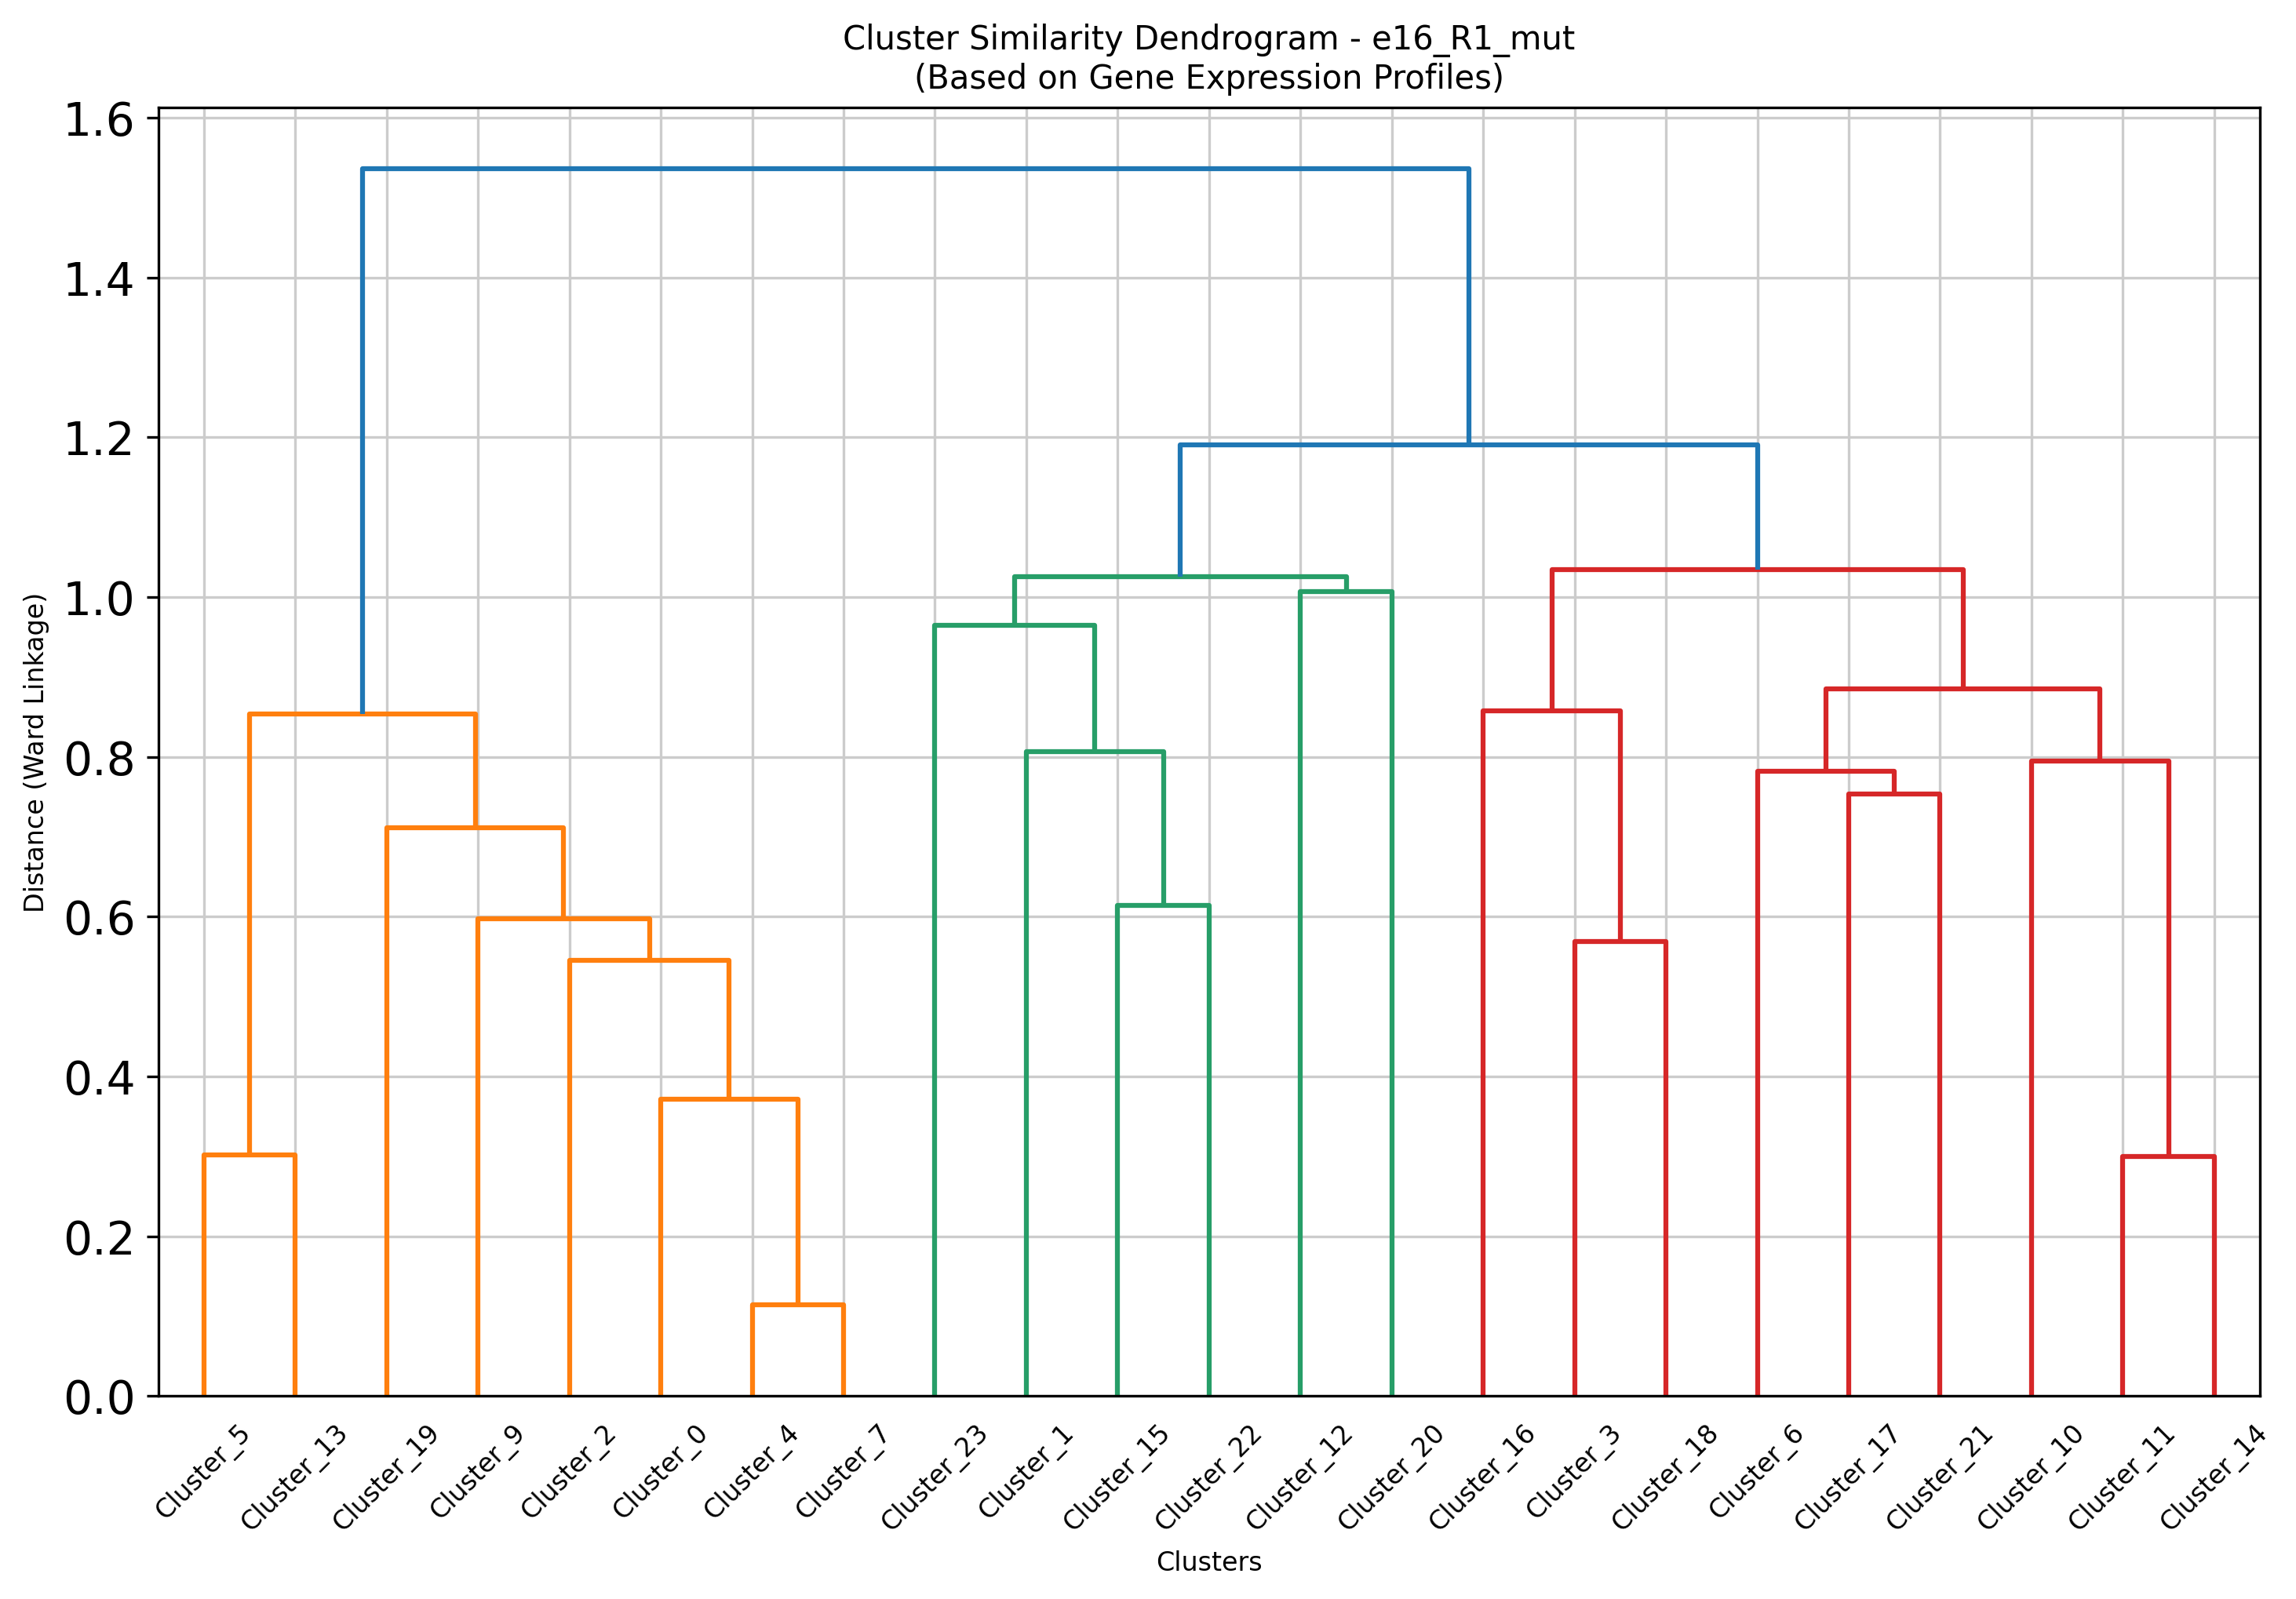 Cluster Similarity Dendrogram - e16_R1_mut
(Based on Gene Expression Profiles)
1.6
1.4
1.2
1.0
0.8
0.6
0.4
0.2
0.0
Distance (Ward Linkage)
Cluster_5
Cluster_13
Cluster_19
Cluster_9
Cluster_2
Cluster_0
Cluster_4
Cluster_7
Cluster_23
Cluster_1
Cluster_15
Cluster_22
Cluster_12
Cluster_20
Cluster_16
Cluster_3
Cluster_18
Cluster_6
Cluster_17
Cluster_21
Cluster_10
Cluster_11
Cluster_14
Clusters